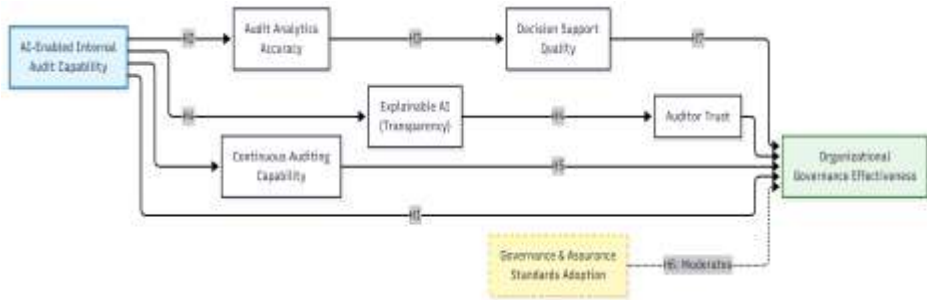 AI-Enabled Internal
Audit Capability
Audit Analytics
Accuracy
Decision Support
Quality
Explainable AI
(Transparency)
Auditor Trust
Continuous Auditing
Capability
Organizational
Governance Effectiveness
H1
Governance & Assurance
Standards Adoption
H6: Moderates